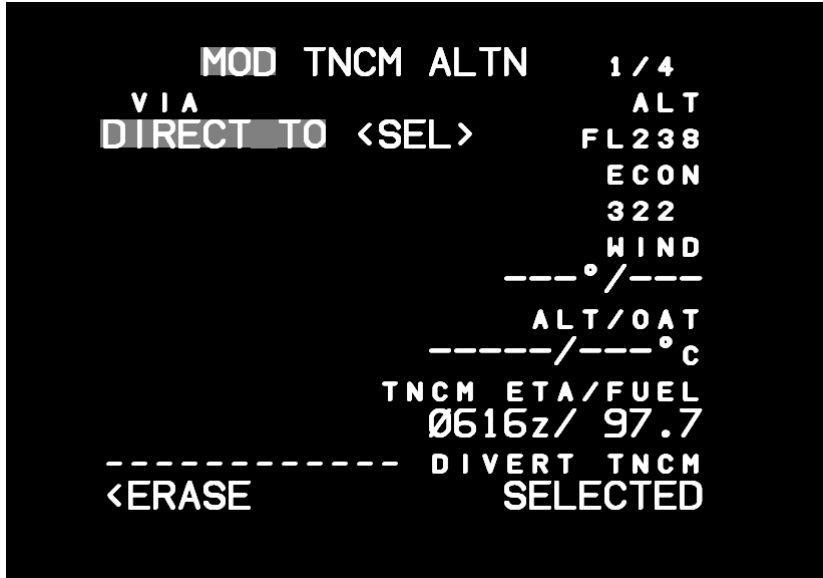 MOD TNCM ALTN 1/4
VIA ALT
DIRECT TO <SEL> FL238
ECON
322
WIND
---°/---
ALT/OAT
-----/---°C
TNCM ETA/FUEL
Ø616z/ 97.7
------------ DIVERT TNCM
<ERASE SELECTED